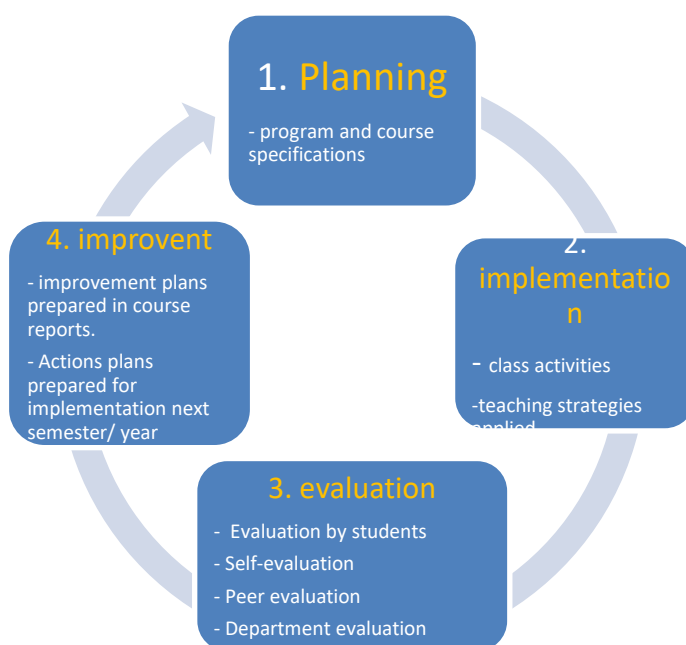 1. Planning
- program and course
specifications
2.
implementatio
n
- class activities
-teaching strategies
applied
3. evaluation
- Evaluation by students
- Self-evaluation
- Peer evaluation
- Department evaluation
4. improvent
- improvement plans
prepared in course
reports.
- Actions plans
prepared for
implementation next
semester/ year